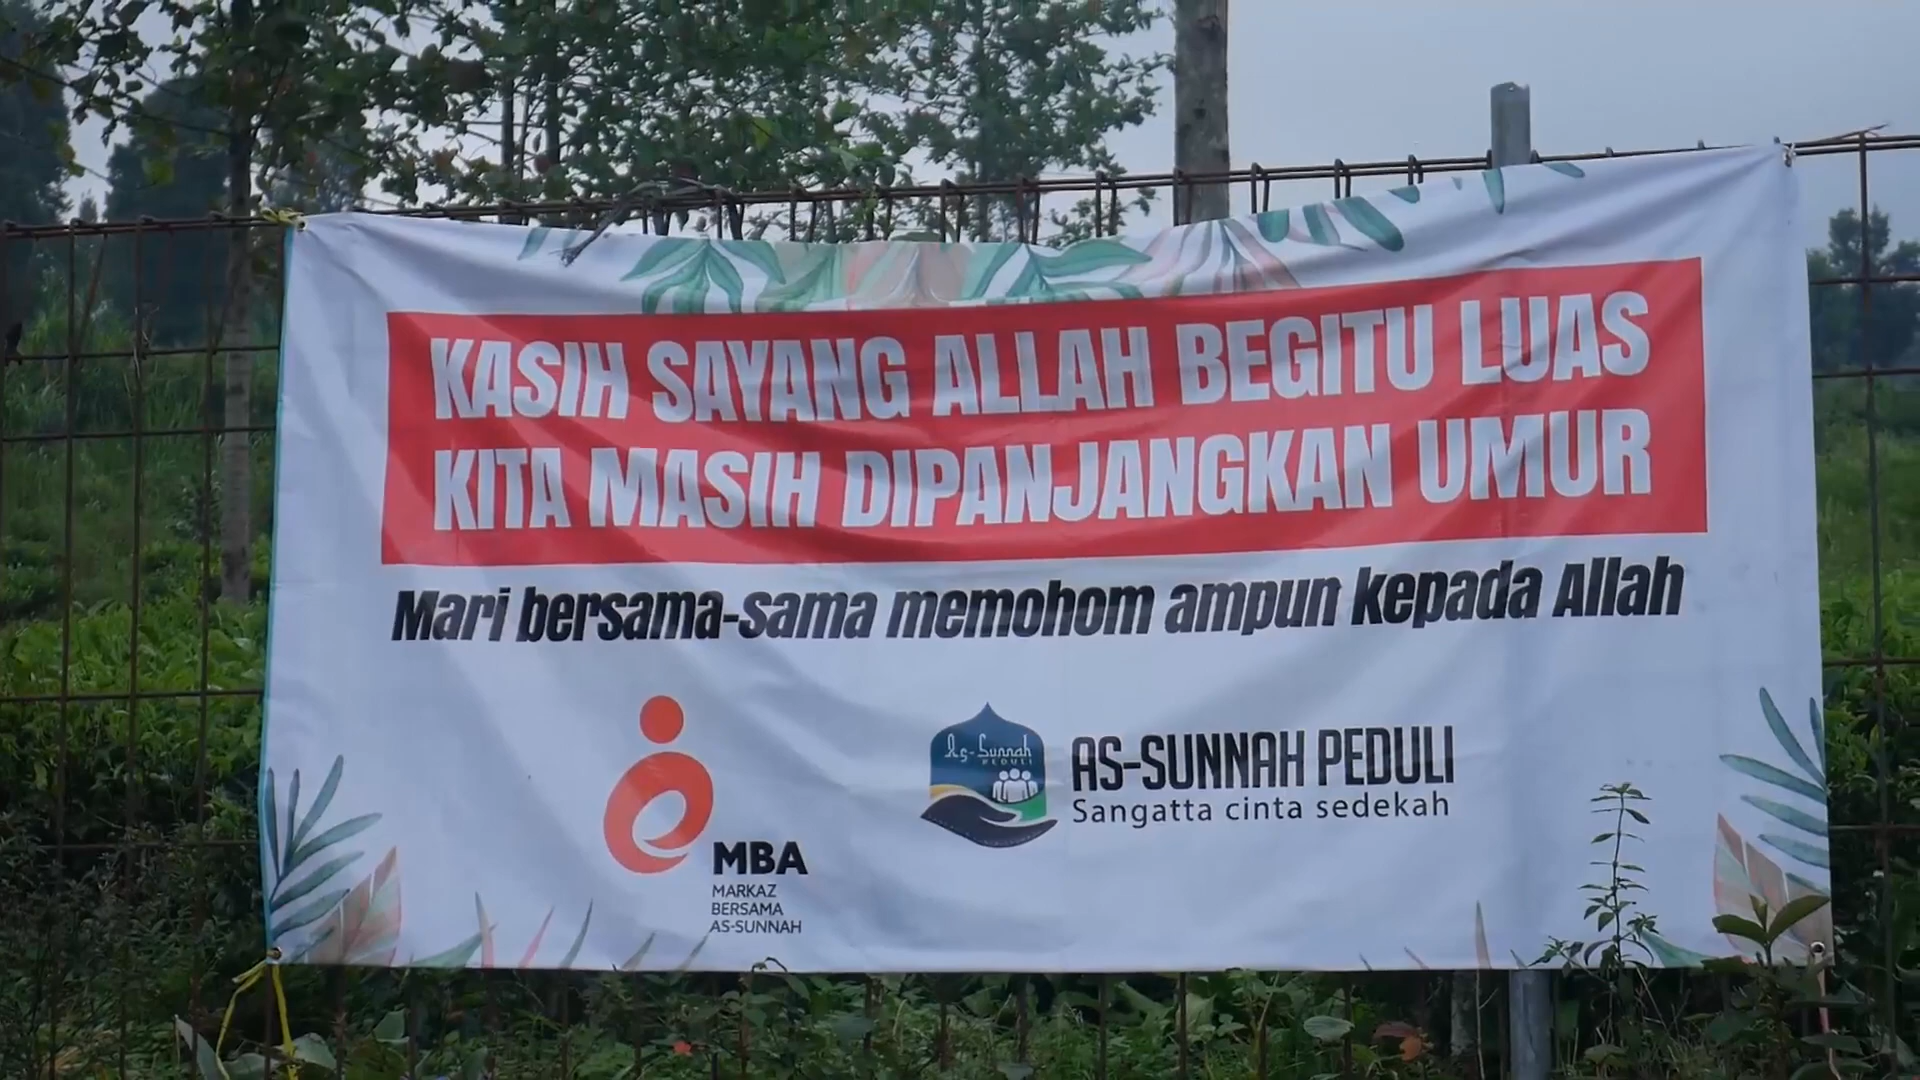 KASIH SAYANG ALLAH BEGITU LUAS
KITA MASIH DIPANJANGKAN UMUR
Mari bersama-sama memohom ampun kepada Allah
MBA
MARKAZ
BERSAMA
AS-SUNNAH
As-Sunnah
PEDULI
AS-SUNNAH PEDULI
Sangatta cinta sedekah